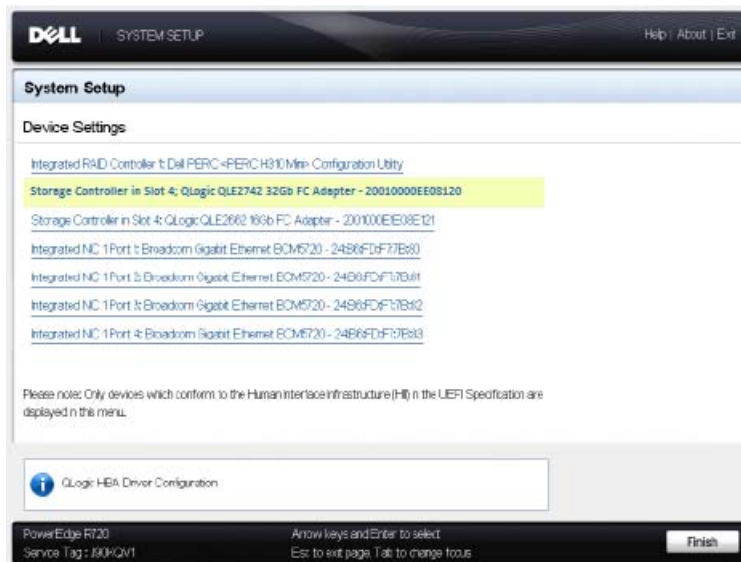 DELL SYSTEM SETUP Help | About | Exit
System Setup
Device Settings
Integrated RAID Controller 1: Dell PERC <PERC H310 Mini> Configuration Utility
Storage Controller in Slot 4; QLogic QLE2742 32Gb FC Adapter - 20010000EE08120
Storage Controller in Slot 4: QLogic QLE2662 16Gb FC Adapter - 2001000E1E08E121
Integrated NIC 1 Port 1: Broadcom Gigabit Ethernet BCM5720 -
Integrated NIC 1 Port 2: Broadcom Gigabit Ethernet BCM5720 -
Integrated NIC 1 Port 3: Broadcom Gigabit Ethernet BCM5720 -
Integrated NIC 1 Port 4: Broadcom Gigabit Ethernet BCM5720 -
Please note: Only devices which conform to the Human Interface Infrastructure (HII) in the UEFI Specification are
displayed in this menu.
QLogic HBA Driver Configuration
PowerEdge R720 Arrow keys and Enter to select
Service Tag : J90KQV1 Esc to exit page, Tab to change focus Finish